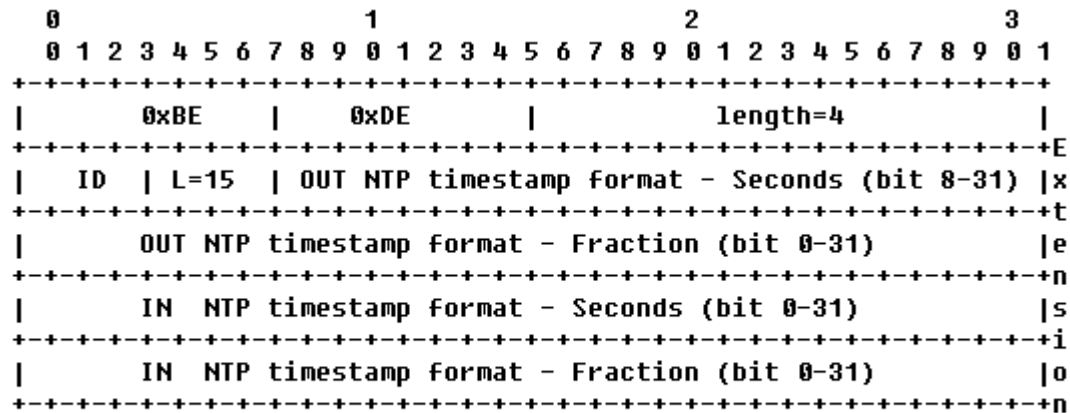 0                   1                   2                   3
0 1 2 3 4 5 6 7 8 9 0 1 2 3 4 5 6 7 8 9 0 1 2 3 4 5 6 7 8 9 0 1
+-+-+-+-+-+-+-+-+-+-+-+-+-+-+-+-+-+-+-+-+-+-+-+-+-+-+-+-+-+-+-+-+
|       0xBE    |    0xDE       |           length=4            |
+-+-+-+-+-+-+-+-+-+-+-+-+-+-+-+-+-+-+-+-+-+-+-+-+-+-+-+-+-+-+-+-+E
|   ID  | L=15  | OUT NTP timestamp format - Seconds (bit 8-31) |x
+-+-+-+-+-+-+-+-+-+-+-+-+-+-+-+-+-+-+-+-+-+-+-+-+-+-+-+-+-+-+-+-+t
|       OUT NTP timestamp format - Fraction (bit 0-31)          |e
+-+-+-+-+-+-+-+-+-+-+-+-+-+-+-+-+-+-+-+-+-+-+-+-+-+-+-+-+-+-+-+-+n
|       IN  NTP timestamp format - Seconds (bit 0-31)           |s
+-+-+-+-+-+-+-+-+-+-+-+-+-+-+-+-+-+-+-+-+-+-+-+-+-+-+-+-+-+-+-+-+i
|       IN  NTP timestamp format - Fraction (bit 0-31)          |o
+-+-+-+-+-+-+-+-+-+-+-+-+-+-+-+-+-+-+-+-+-+-+-+-+-+-+-+-+-+-+-+-+n